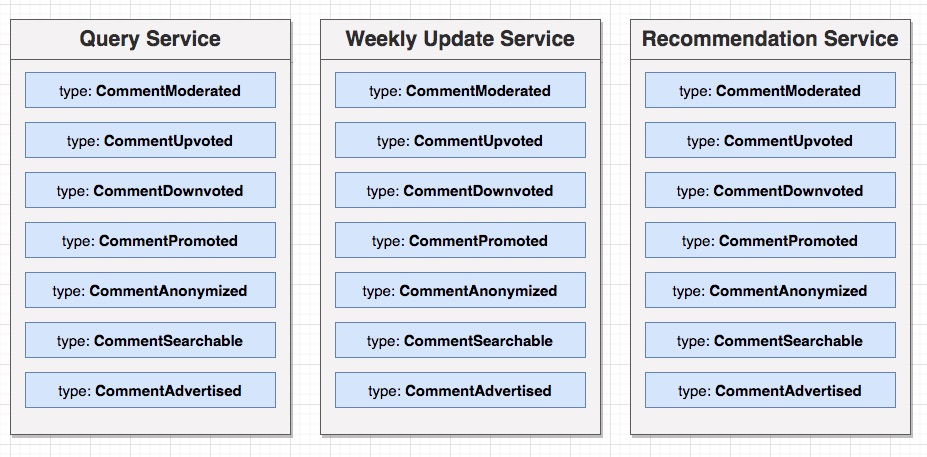 Query Service
type: CommentModerated
type: CommentUpvoted
type: CommentDownvoted
type: CommentPromoted
type: CommentAnonymized
type: CommentSearchable
type: CommentAdvertised
Weekly Update Service
type: CommentModerated
type: CommentUpvoted
type: CommentDownvoted
type: CommentPromoted
type: CommentAnonymized
type: CommentSearchable
type: CommentAdvertised
Recommendation Service
type: CommentModerated
type: CommentUpvoted
type: CommentDownvoted
type: CommentPromoted
type: CommentAnonymized
type: CommentSearchable
type: CommentAdvertised